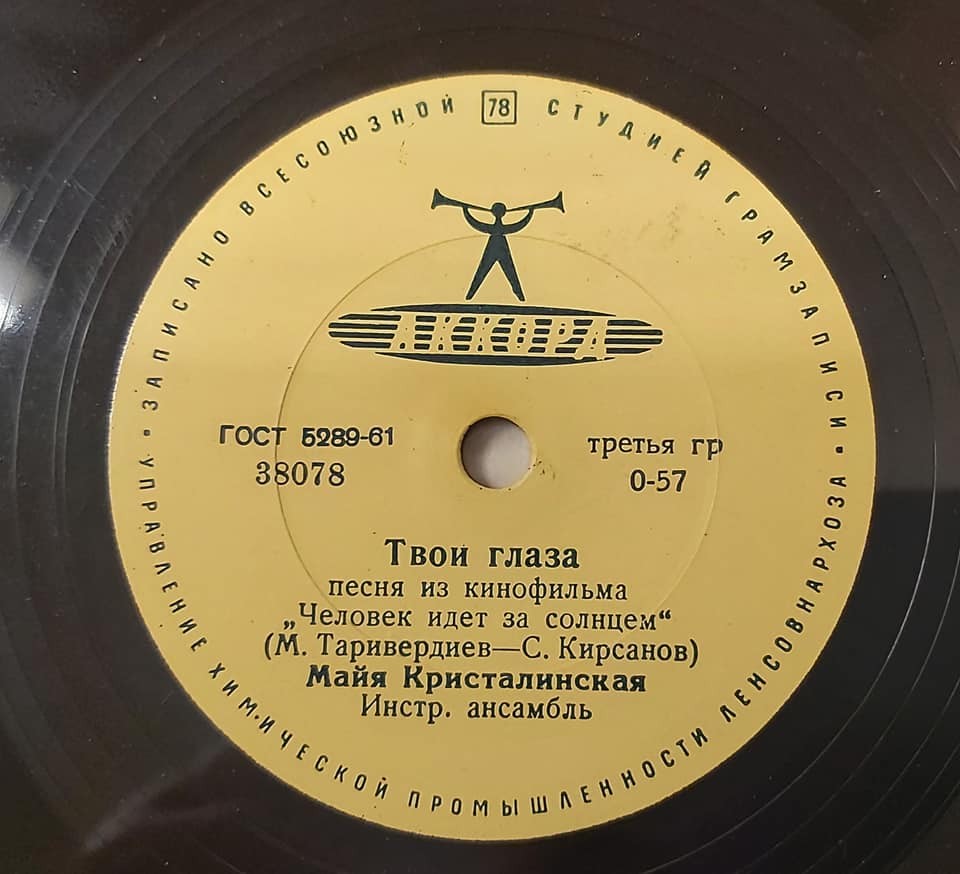 ЗАПИСАНО ВСЕСОЮЗНОЙ 78 СТУДИЕЙ ГРАМЗАПИСИ
АККОРД
ГОСТ 5289-61
38078
третья гр
0-57
Твои глаза
песня из кинофильма
„Человек идет за солнцем“
(М. Таривердиев—С. Кирсанов)
Майя Кристалинская
Инстр. ансамбль
• УПРАВЛЕНИЕ ХИМИЧЕСКОЙ ПРОМЫШЛЕННОСТИ ЛЕНСОВНАРХОЗА •